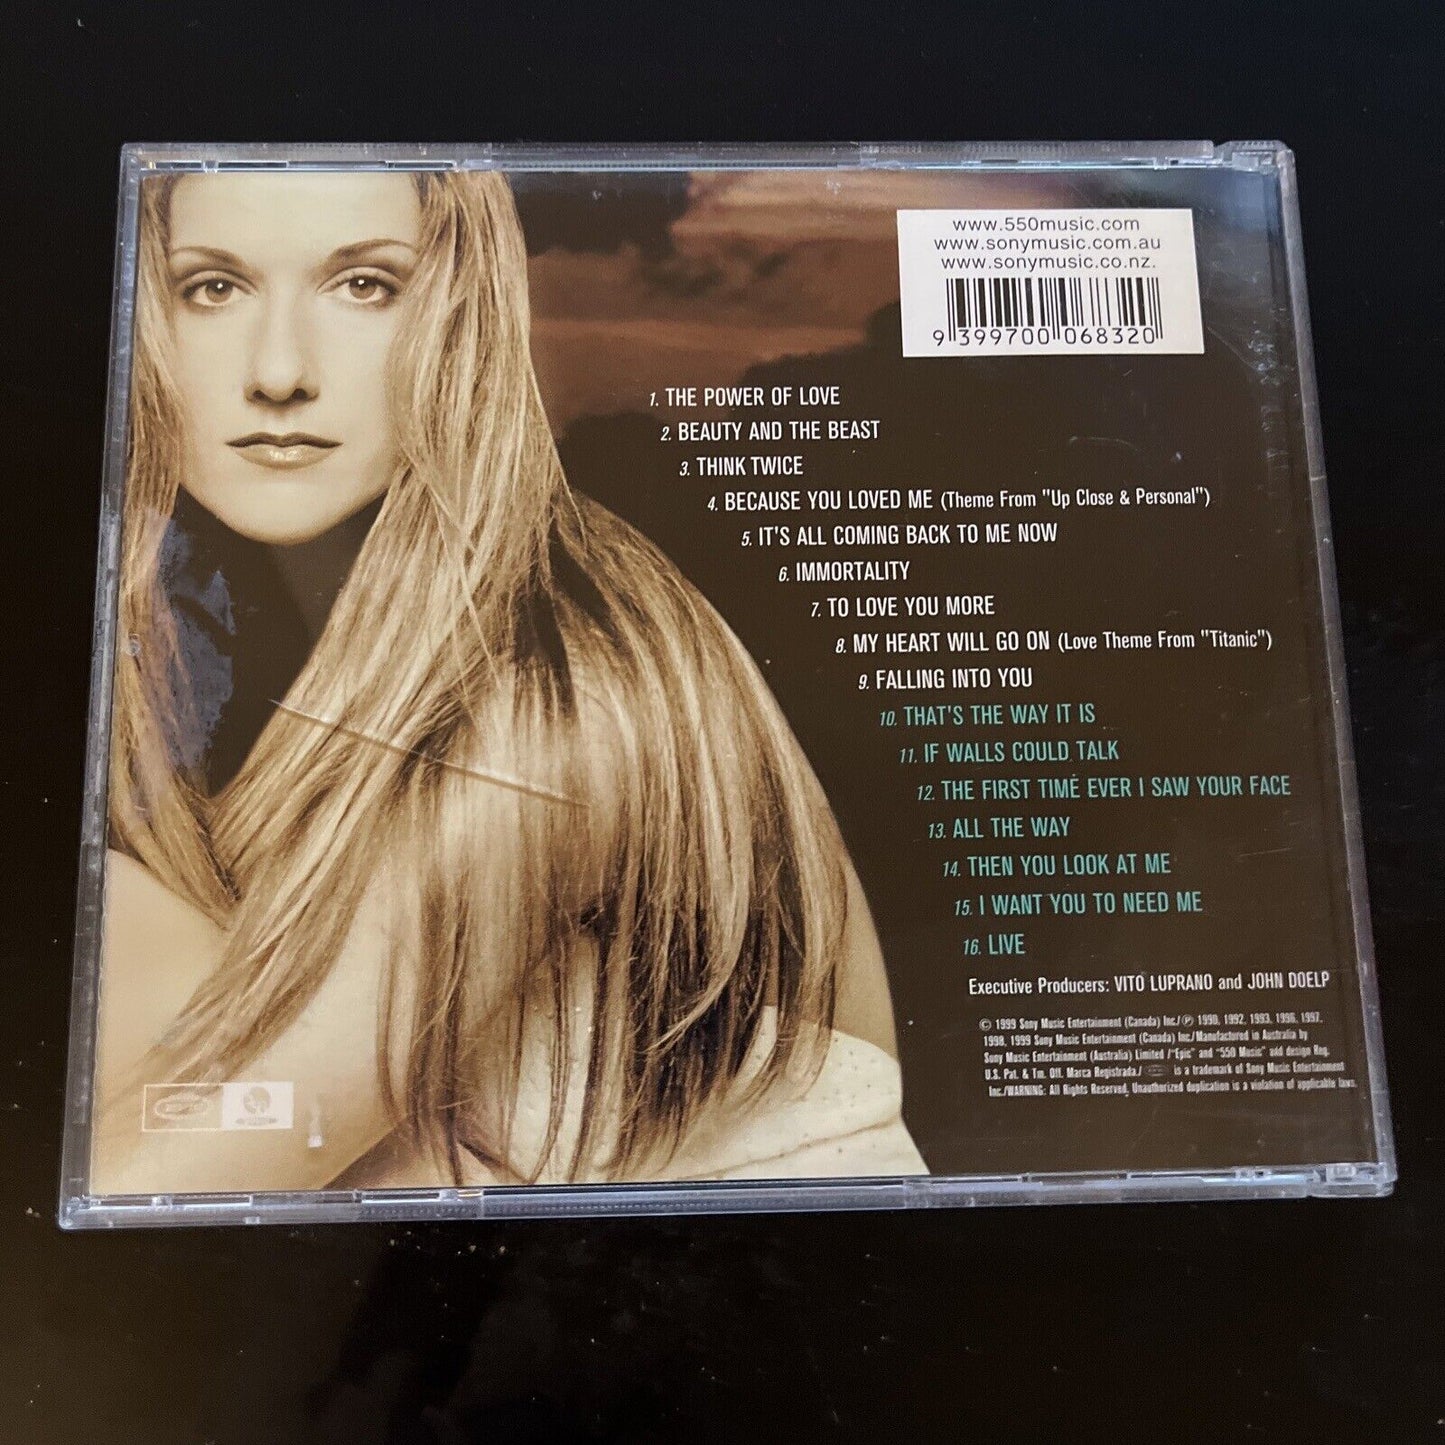 www.550music.com
www.sonymusic.com.au
www.sonymusic.co.nz.
9 399700 068320
1. THE POWER OF LOVE
2. BEAUTY AND THE BEAST
3. THINK TWICE
4. BECAUSE YOU LOVED ME (Theme From "Up Close & Personal")
5. IT'S ALL COMING BACK TO ME NOW
6. IMMORTALITY
7. TO LOVE YOU MORE
8. MY HEART WILL GO ON (Love Theme From "Titanic")
9. FALLING INTO YOU
10. THAT'S THE WAY IT IS
11. IF WALLS COULD TALK
12. THE FIRST TIME EVER I SAW YOUR FACE
13. ALL THE WAY
14. THEN YOU LOOK AT ME
15. I WANT YOU TO NEED ME
16. LIVE
Executive Producers: VITO LUPRANO and JOHN DOELP
© 1999 Sony Music Entertainment (Canada) Inc./℗ 1990, 1992, 1993, 1996, 1997,
1998, 1999 Sony Music Entertainment (Canada) Inc./Manufactured in Australia by
Sony Music Entertainment (Australia) Limited /"Epic" and "550 Music" and design Reg.
U.S. Pat. & Tm. Off. Marca Registrada./ is a trademark of Sony Music Entertainment
Inc./WARNING: All Rights Reserved. Unauthorized duplication is a violation of applicable laws.